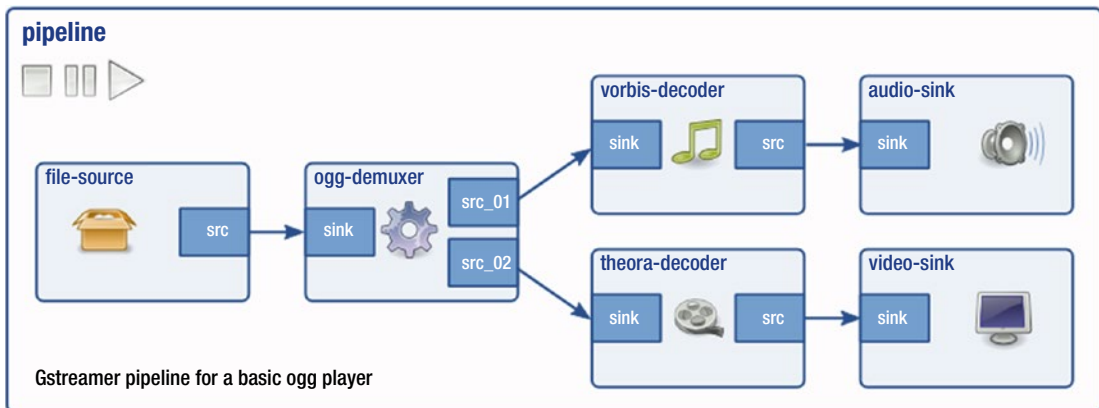 pipeline
file-source
src
ogg-demuxer
sink
src_01
src_02
vorbis-decoder
sink
src
audio-sink
sink
theora-decoder
sink
src
video-sink
sink
Gstreamer pipeline for a basic ogg player